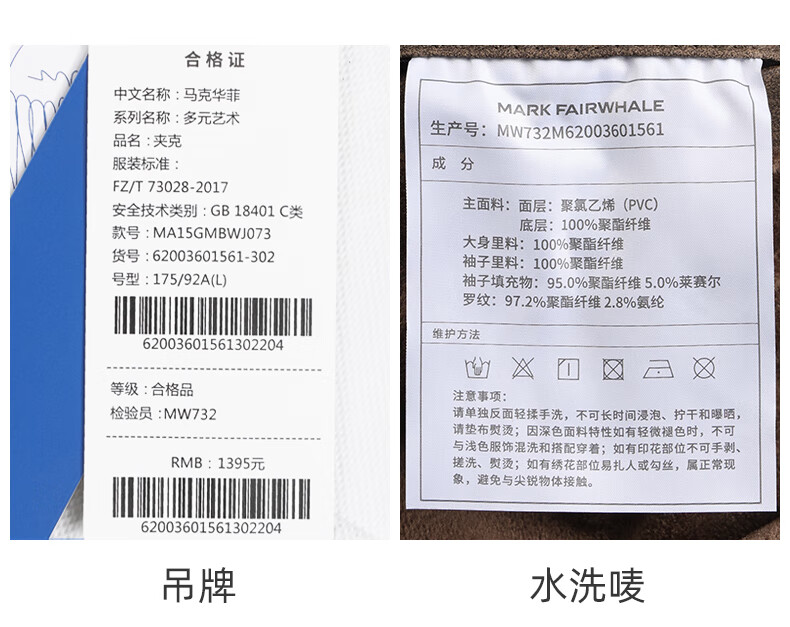 合格证
中文名称：马克华菲
系列名称：多元艺术
品名：夹克
服装标准：
FZ/T 73028-2017
安全技术类别：GB 18401 C类
款号：MA15GMBWJ073
货号：62003601561-302
号型：175/92A(L)
62003601561302204
等级：合格品
检验员：MW732
RMB：1395元
62003601561302204
吊牌
MARK FAIRWHALE
生产号：MW732M62003601561
成 分
主面料：面层：聚氯乙烯（PVC）
底层：100%聚酯纤维
大身里料：100%聚酯纤维
袖子里料：100%聚酯纤维
袖子填充物：95.0%聚酯纤维 5.0%莱赛尔
罗纹：97.2%聚酯纤维 2.8%氨纶
维护方法
注意事项：
请单独反面轻揉手洗，不可长时间浸泡、拧干和曝晒，
请垫布熨烫；因深色面料特性如有轻微褪色时，不可
与浅色服饰混洗和搭配穿着；如有印花部位不可手剥、
搓洗、熨烫；如有绣花部位易扎人或勾丝，属正常现
象，避免与尖锐物体接触。
水洗唛